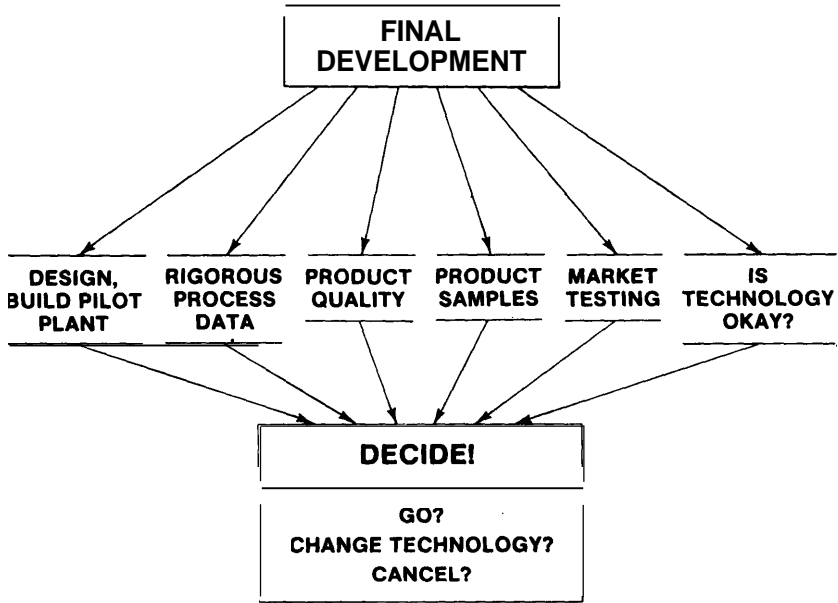 FINAL
DEVELOPMENT
DESIGN,
BUILD PILOT
PLANT
RIGOROUS
PROCESS
DATA
PRODUCT
QUALITY
PRODUCT
SAMPLES
MARKET
TESTING
IS
TECHNOLOGY
OKAY?
DECIDE!
GO?
CHANGE TECHNOLOGY?
CANCEL?